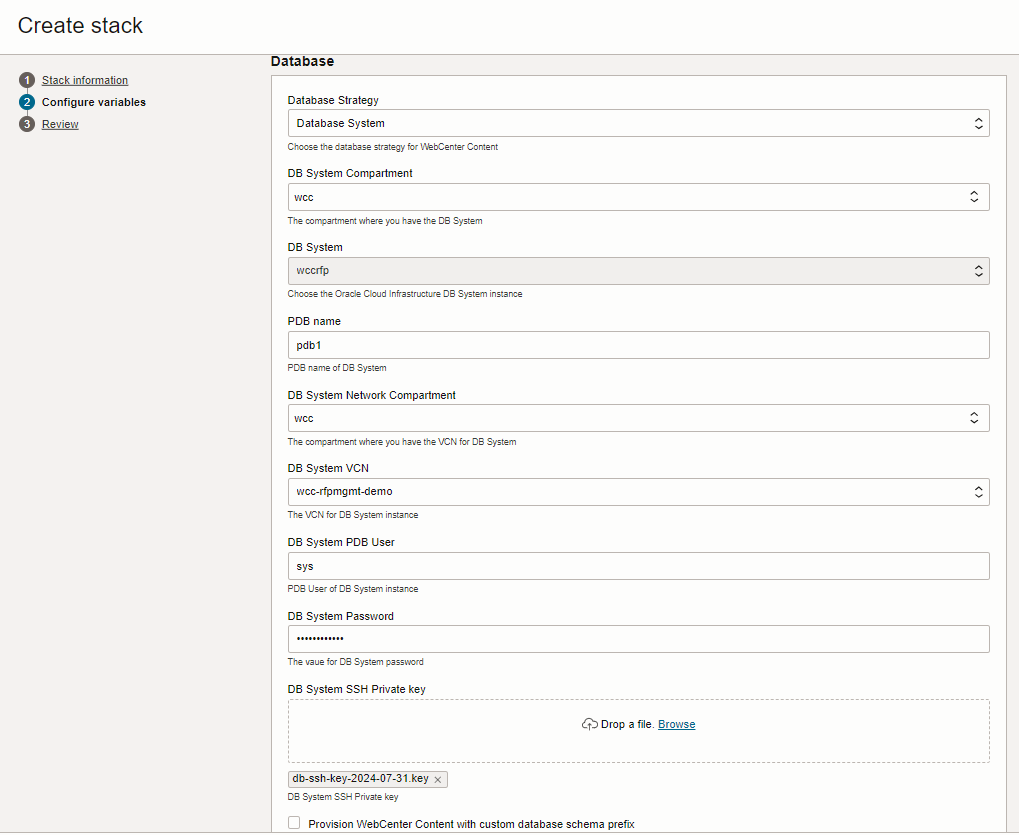 Create stack
1 Stack information
2 Configure variables
3 Review
Database
Database Strategy
Database System
Choose the database strategy for WebCenter Content
DB System Compartment
wcc
The compartment where you have the DB System
DB System
wccrfp
Choose the Oracle Cloud Infrastructure DB System instance
PDB name
pdb1
PDB name of DB System
DB System Network Compartment
wcc
The compartment where you have the VCN for DB System
DB System VCN
wcc-rfpmgmt-demo
The VCN for DB System instance
DB System PDB User
sys
PDB User of DB System instance
DB System Password
••••••••••••
The vaue for DB System password
DB System SSH Private key
Drop a file. Browse
db-ssh-key-2024-07-31.key ×
DB System SSH Private key
Provision WebCenter Content with custom database schema prefix